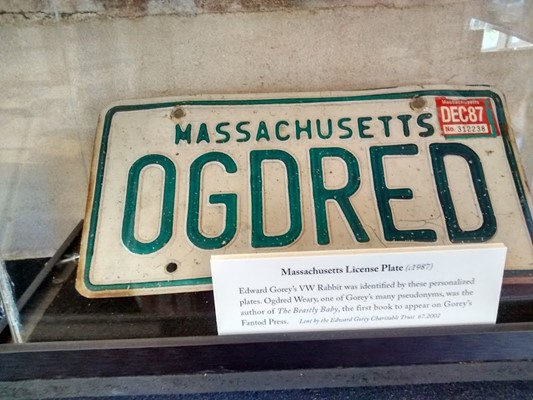 MASSACHUSETTS
DEC87
No. 312238
Massachusetts
OGDRED
Massachusetts License Plate (c1987)
Edward Gorey's VW Rabbit was identified by these personalized
plates. Ogdred Weary, one of Gorey's many pseudonyms, was the
author of The Beastly Baby, the first book to appear on Gorey's
Fantod Press. Lent by the Edward Gorey Charitable Trust